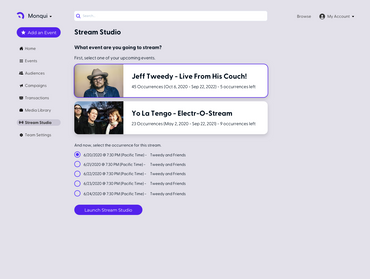 Monqui
Search
Browse
My Account
Add an Event
Home
Events
Audiences
Campaigns
Transactions
Media Library
Stream Studio
Team Settings
Stream Studio
What event are you going to stream?
First, select one of your upcoming events.
Jeff Tweedy - Live From His Couch!
45 Occurrences (Oct 6, 2020 - Sep 22, 2022) - 5 occurrences left
Yo La Tengo - Electr-O-Stream
23 Occurrences (May 2, 2020 - Sep 22, 2021) - 9 occurrences left
And now, select the occurrence for this stream.
6/20/2020 @ 7:30 PM (Pacific Time) - Tweedy and Friends
6/21/2020 @ 7:30 PM (Pacific Time) - Tweedy and Friends
6/22/2020 @ 7:30 PM (Pacific Time) - Tweedy and Friends
6/23/2020 @ 7:30 PM (Pacific Time) - Tweedy and Friends
6/24/2020 @ 7:30 PM (Pacific Time) - Tweedy and Friends
Launch Stream Studio